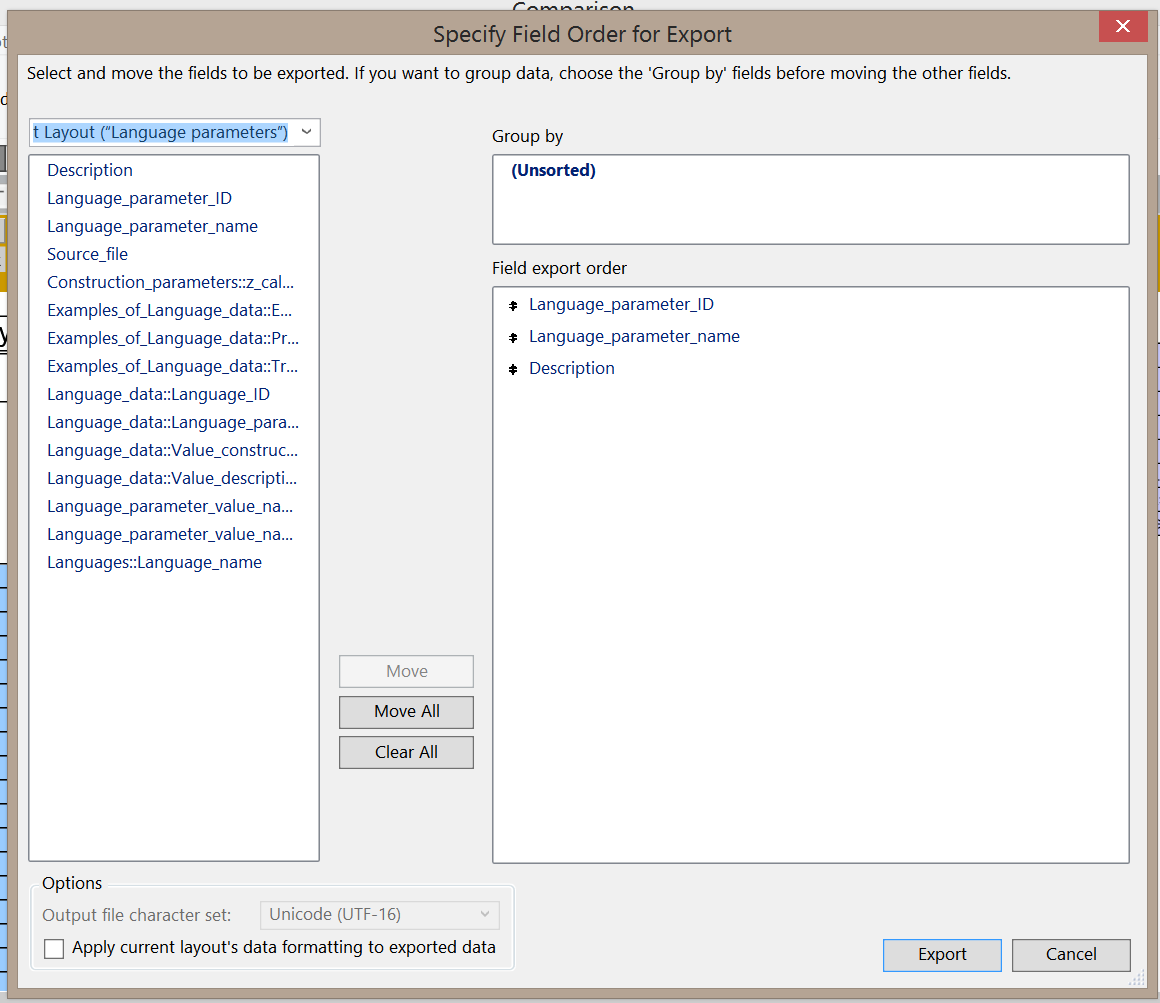 Comparison
Specify Field Order for Export
Select and move the fields to be exported. If you want to group data, choose the 'Group by' fields before moving the other fields.
t Layout (“Language parameters”)
Description
Language_parameter_ID
Language_parameter_name
Source_file
Construction_parameters::z_cal...
Examples_of_Language_data::E...
Examples_of_Language_data::Pr...
Examples_of_Language_data::Tr...
Language_data::Language_ID
Language_data::Language_para...
Language_data::Value_construc...
Language_data::Value_descripti...
Language_parameter_value_na...
Language_parameter_value_na...
Languages::Language_name
Move
Move All
Clear All
Group by
(Unsorted)
Field export order
Language_parameter_ID
Language_parameter_name
Description
Options
Output file character set: Unicode (UTF-16)
Apply current layout's data formatting to exported data
Export
Cancel